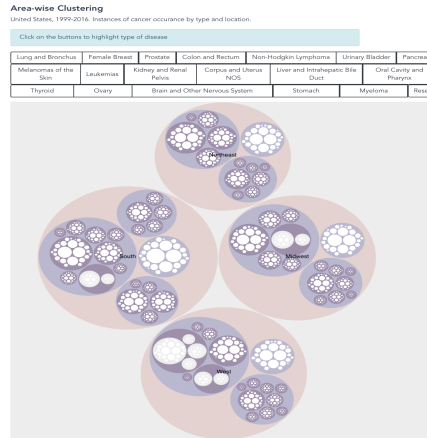 Area-wise Clustering
United States, 1999-2016. Instances of cancer occurance by type and location.
Click on the buttons to highlight type of disease
Lung and Bronchus Female Breast Prostate Colon and Rectum Non-Hodgkin Lymphoma Urinary Bladder Pancrea
Melanomas of the Skin Leukemias Kidney and Renal Pelvis Corpus and Uterus NOS Liver and Intrahepatic Bile Duct Oral Cavity and Pharynx
Thyroid Ovary Brain and Other Nervous System Stomach Myeloma Rese
Northeast
South
Midwest
West